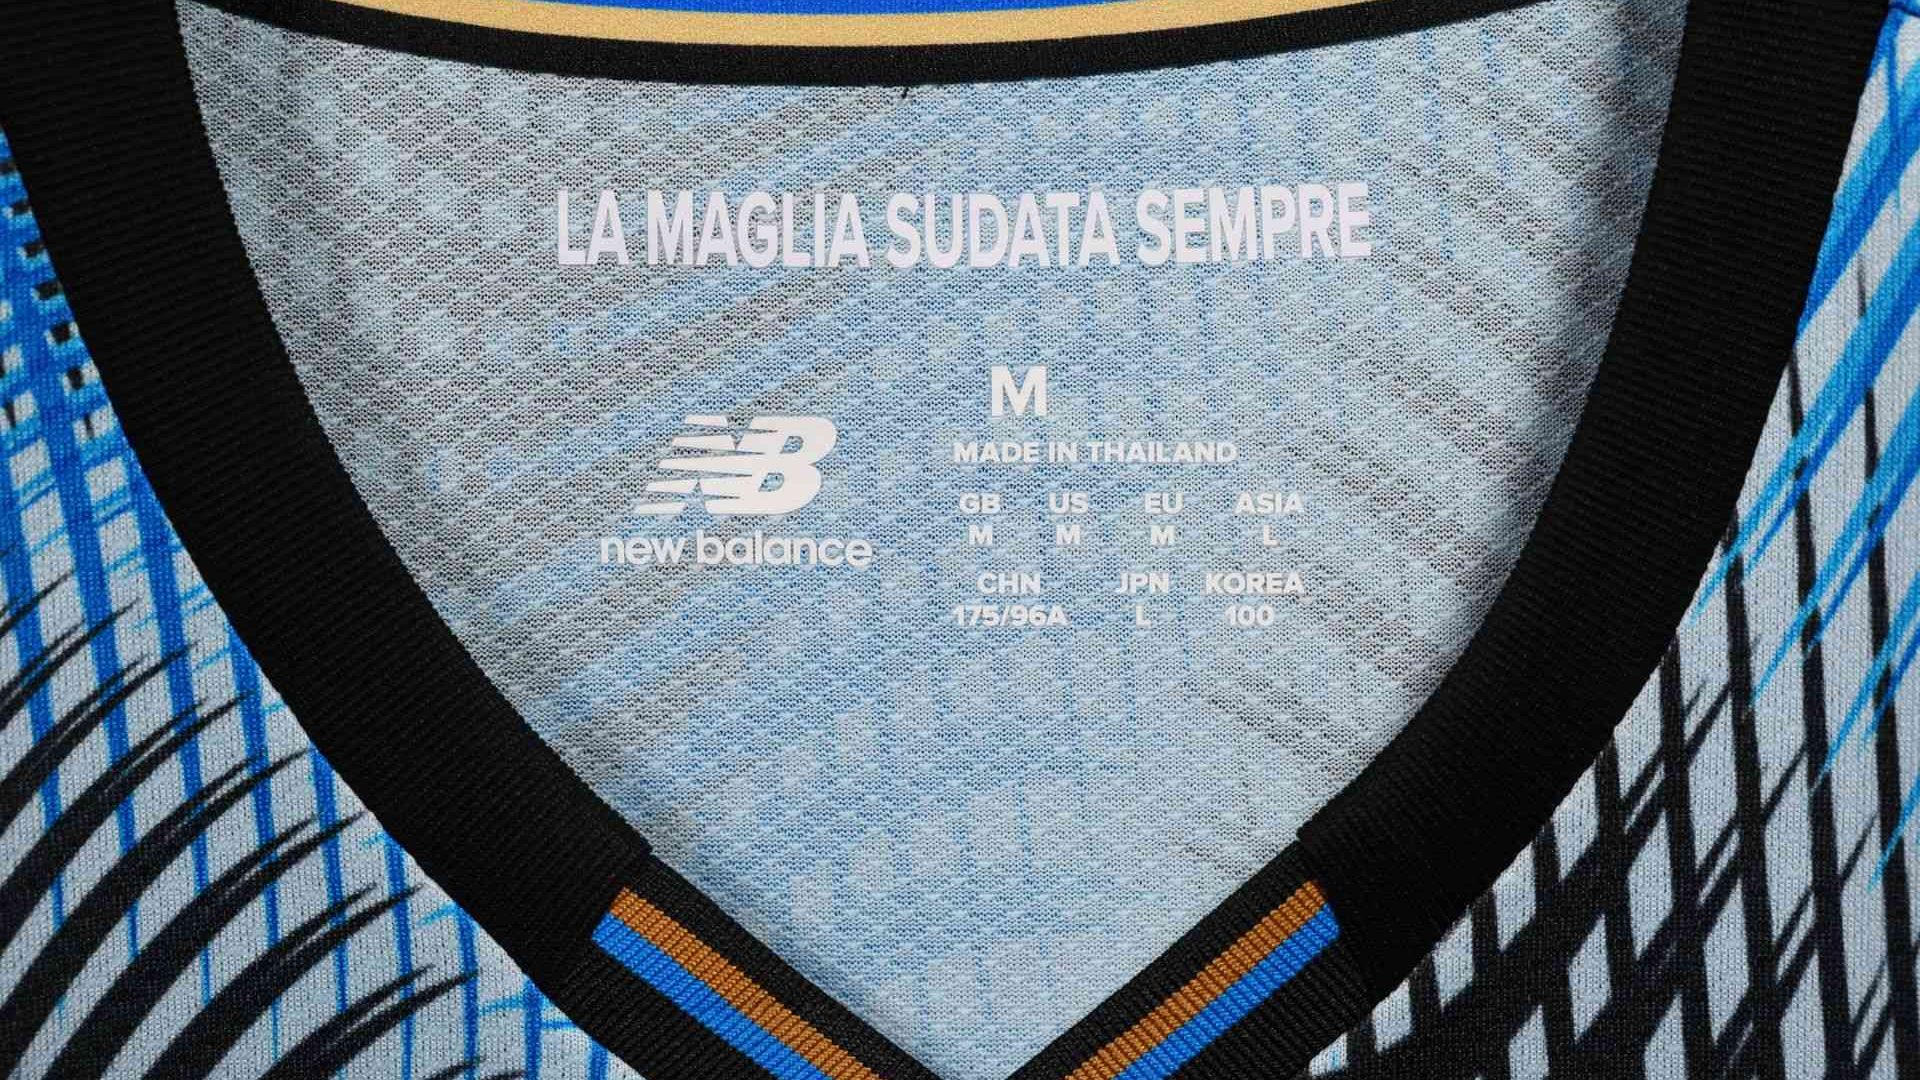 LA MAGLIA SUDATA SEMPRE
M
MADE IN THAILAND
NB
new balance
GB US EU ASIA
M M M L
CHN JPN KOREA
175/96A L 100